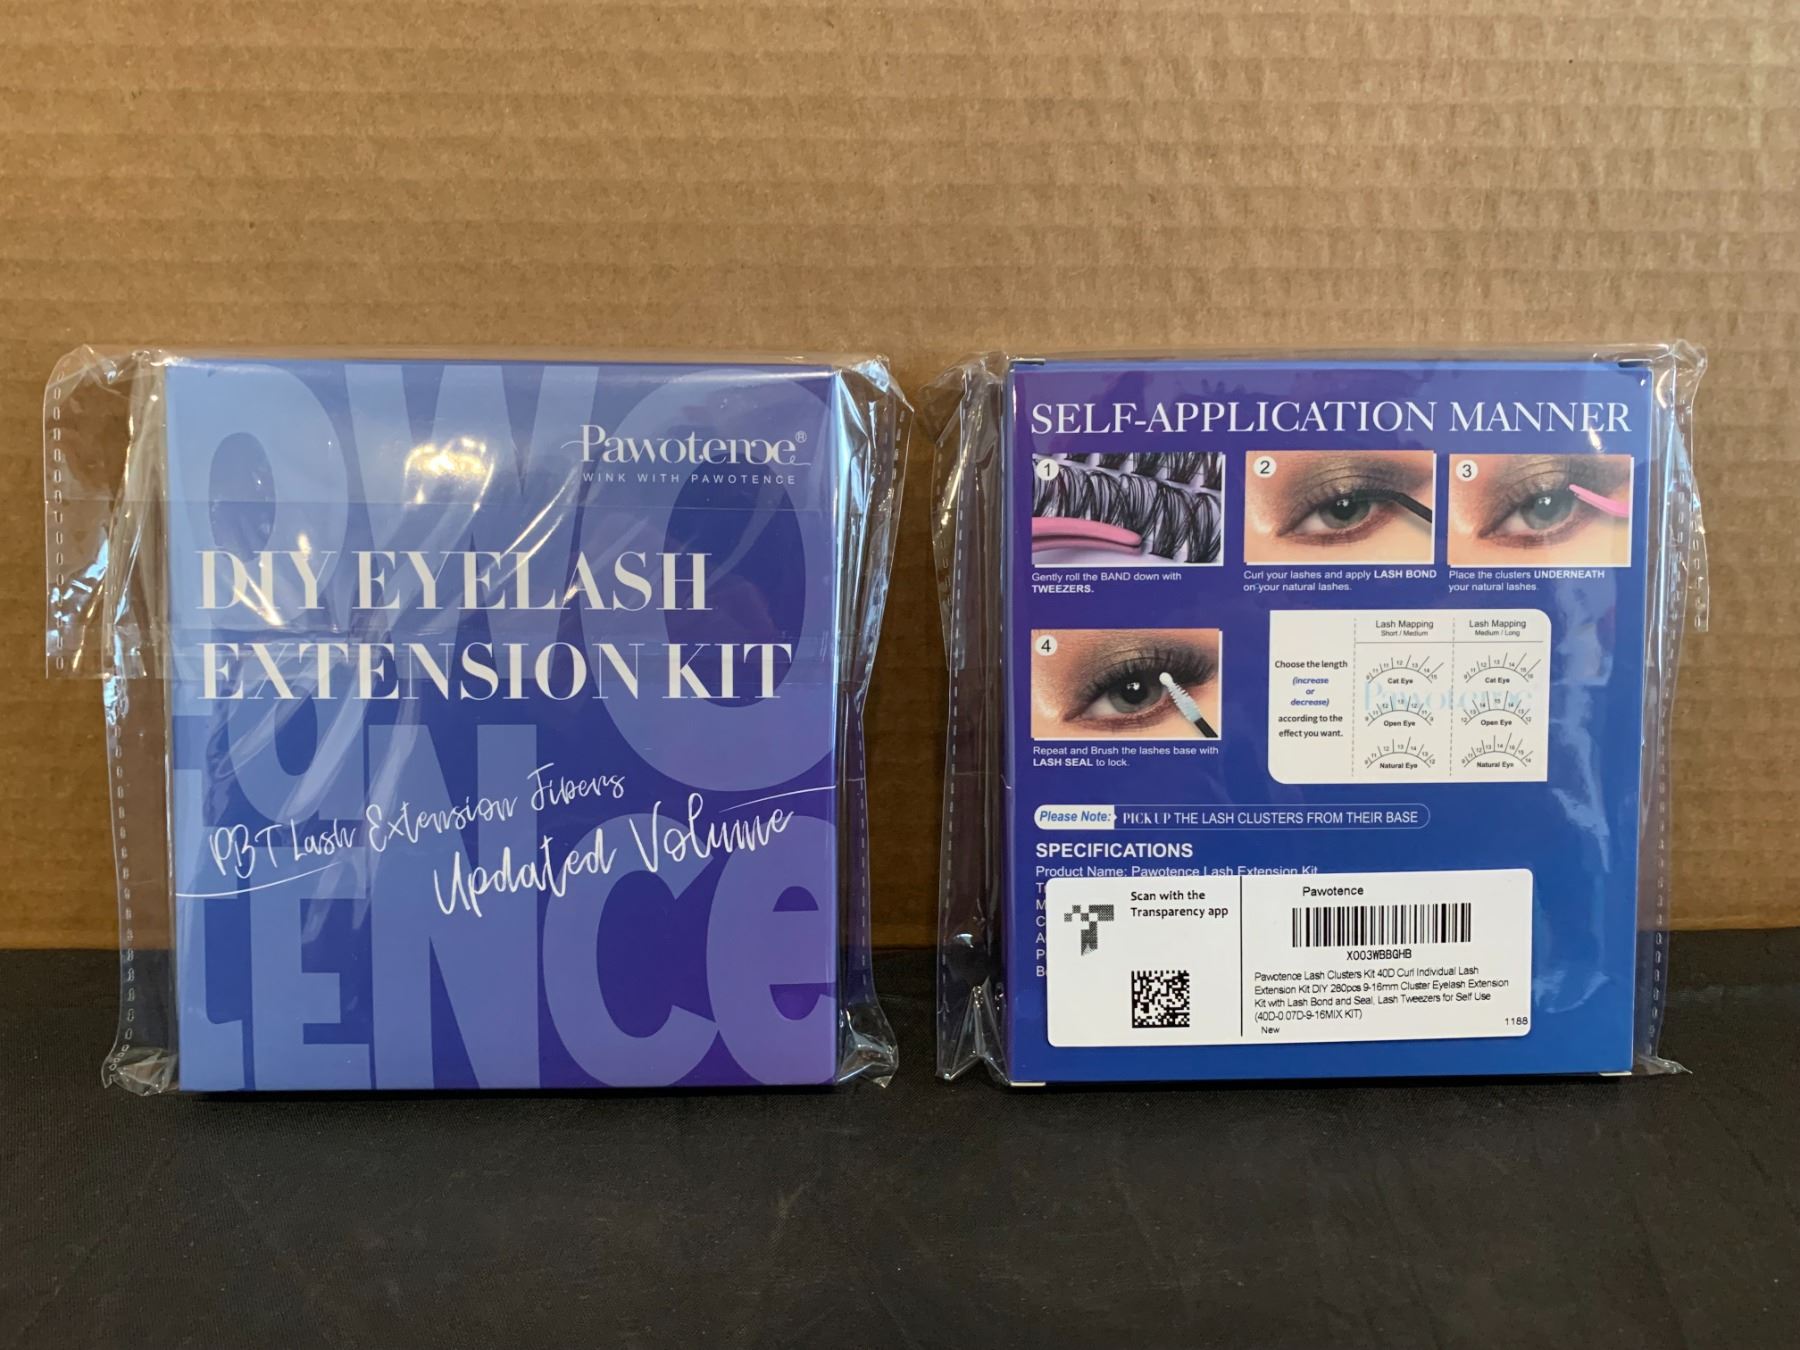 Pawotence®
WINK WITH PAWOTENCE
DIY EYELASH
EXTENSION KIT
PBT Lash Extension Fibers
Updated Volume
SELF-APPLICATION MANNER
1
2
3
Gently roll the BAND down with
TWEEZERS.
Curl your lashes and apply LASH BOND
on your natural lashes.
Place the clusters UNDERNEATH
your natural lashes.
4
Repeat and Brush the lashes base with
LASH SEAL to lock.
Choose the length
(increase
or
decrease)
according to the
effect you want.
Lash Mapping
Short / Medium
Cat Eye
Open Eye
Natural Eye
Lash Mapping
Medium / Long
Cat Eye
Open Eye
Natural Eye
Pawotence
Please Note: PICK UP THE LASH CLUSTERS FROM THEIR BASE
SPECIFICATIONS
Product Name: Pawotence Lash Extension Kit
Scan with the
Transparency app
Pawotence
X003WBBGHB
Pawotence Lash Clusters Kit 40D Curl Individual Lash
Extension Kit DIY 280pcs 9-16mm Cluster Eyelash Extension
Kit with Lash Bond and Seal, Lash Tweezers for Self Use
(40D-0.07D-9-16MIX KIT)
New
1188